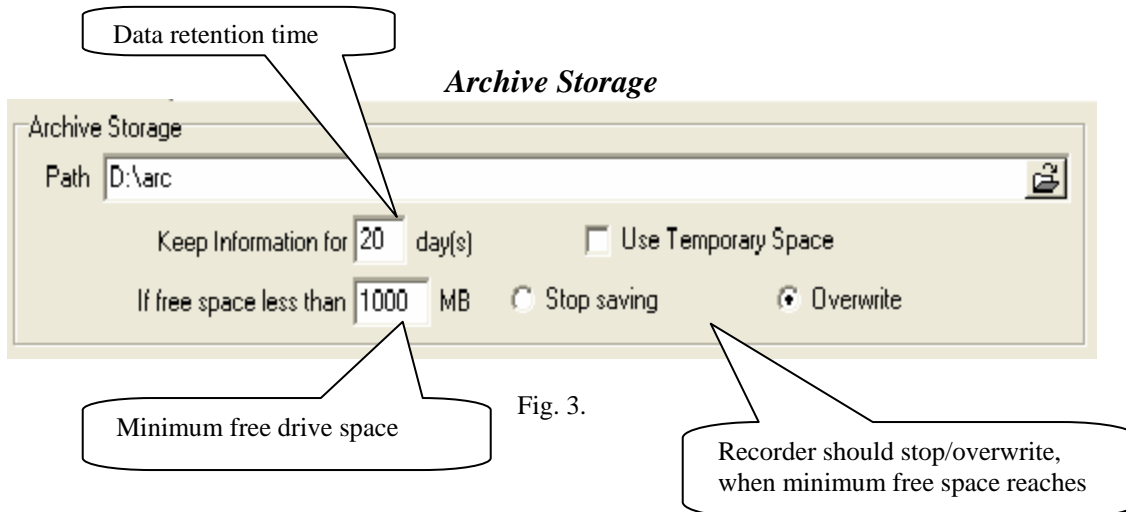 Data retention time
Archive Storage
Archive Storage
Path D:\arc
Keep Information for 20 day(s) Use Temporary Space
If free space less than 1000 MB Stop saving Overwrite
Fig. 3.
Minimum free drive space
Recorder should stop/overwrite,
when minimum free space reaches